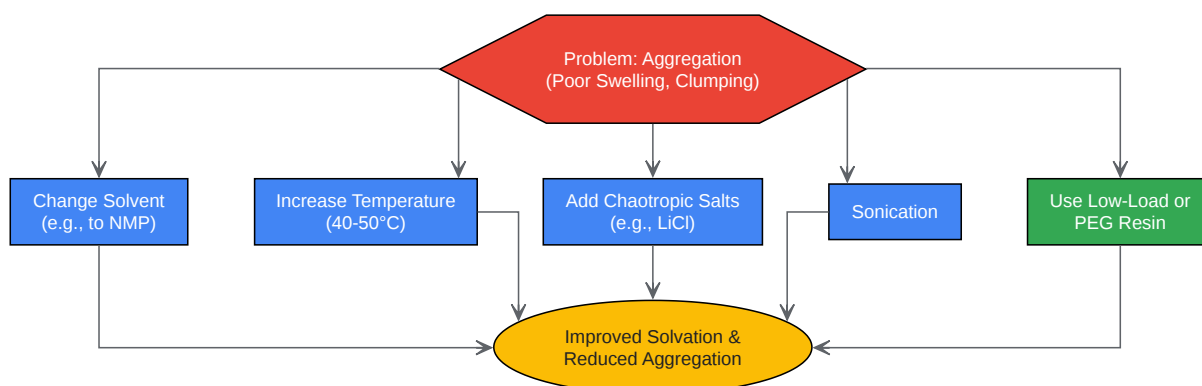 Problem: Aggregation
(Poor Swelling, Clumping)
Change Solvent
(e.g., to NMP)
Increase Temperature
(40-50°C)
Add Chaotropic Salts
(e.g., LiCl)
Sonication
Use Low-Load or
PEG Resin
Improved Solvation &
Reduced Aggregation